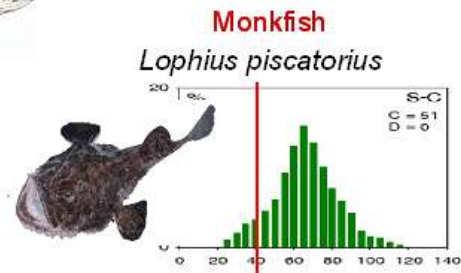 Monkfish
Lophius piscatorius
20
%
S-C
C = 51
D = 0
0
0 20 40 60 80 100 120 140